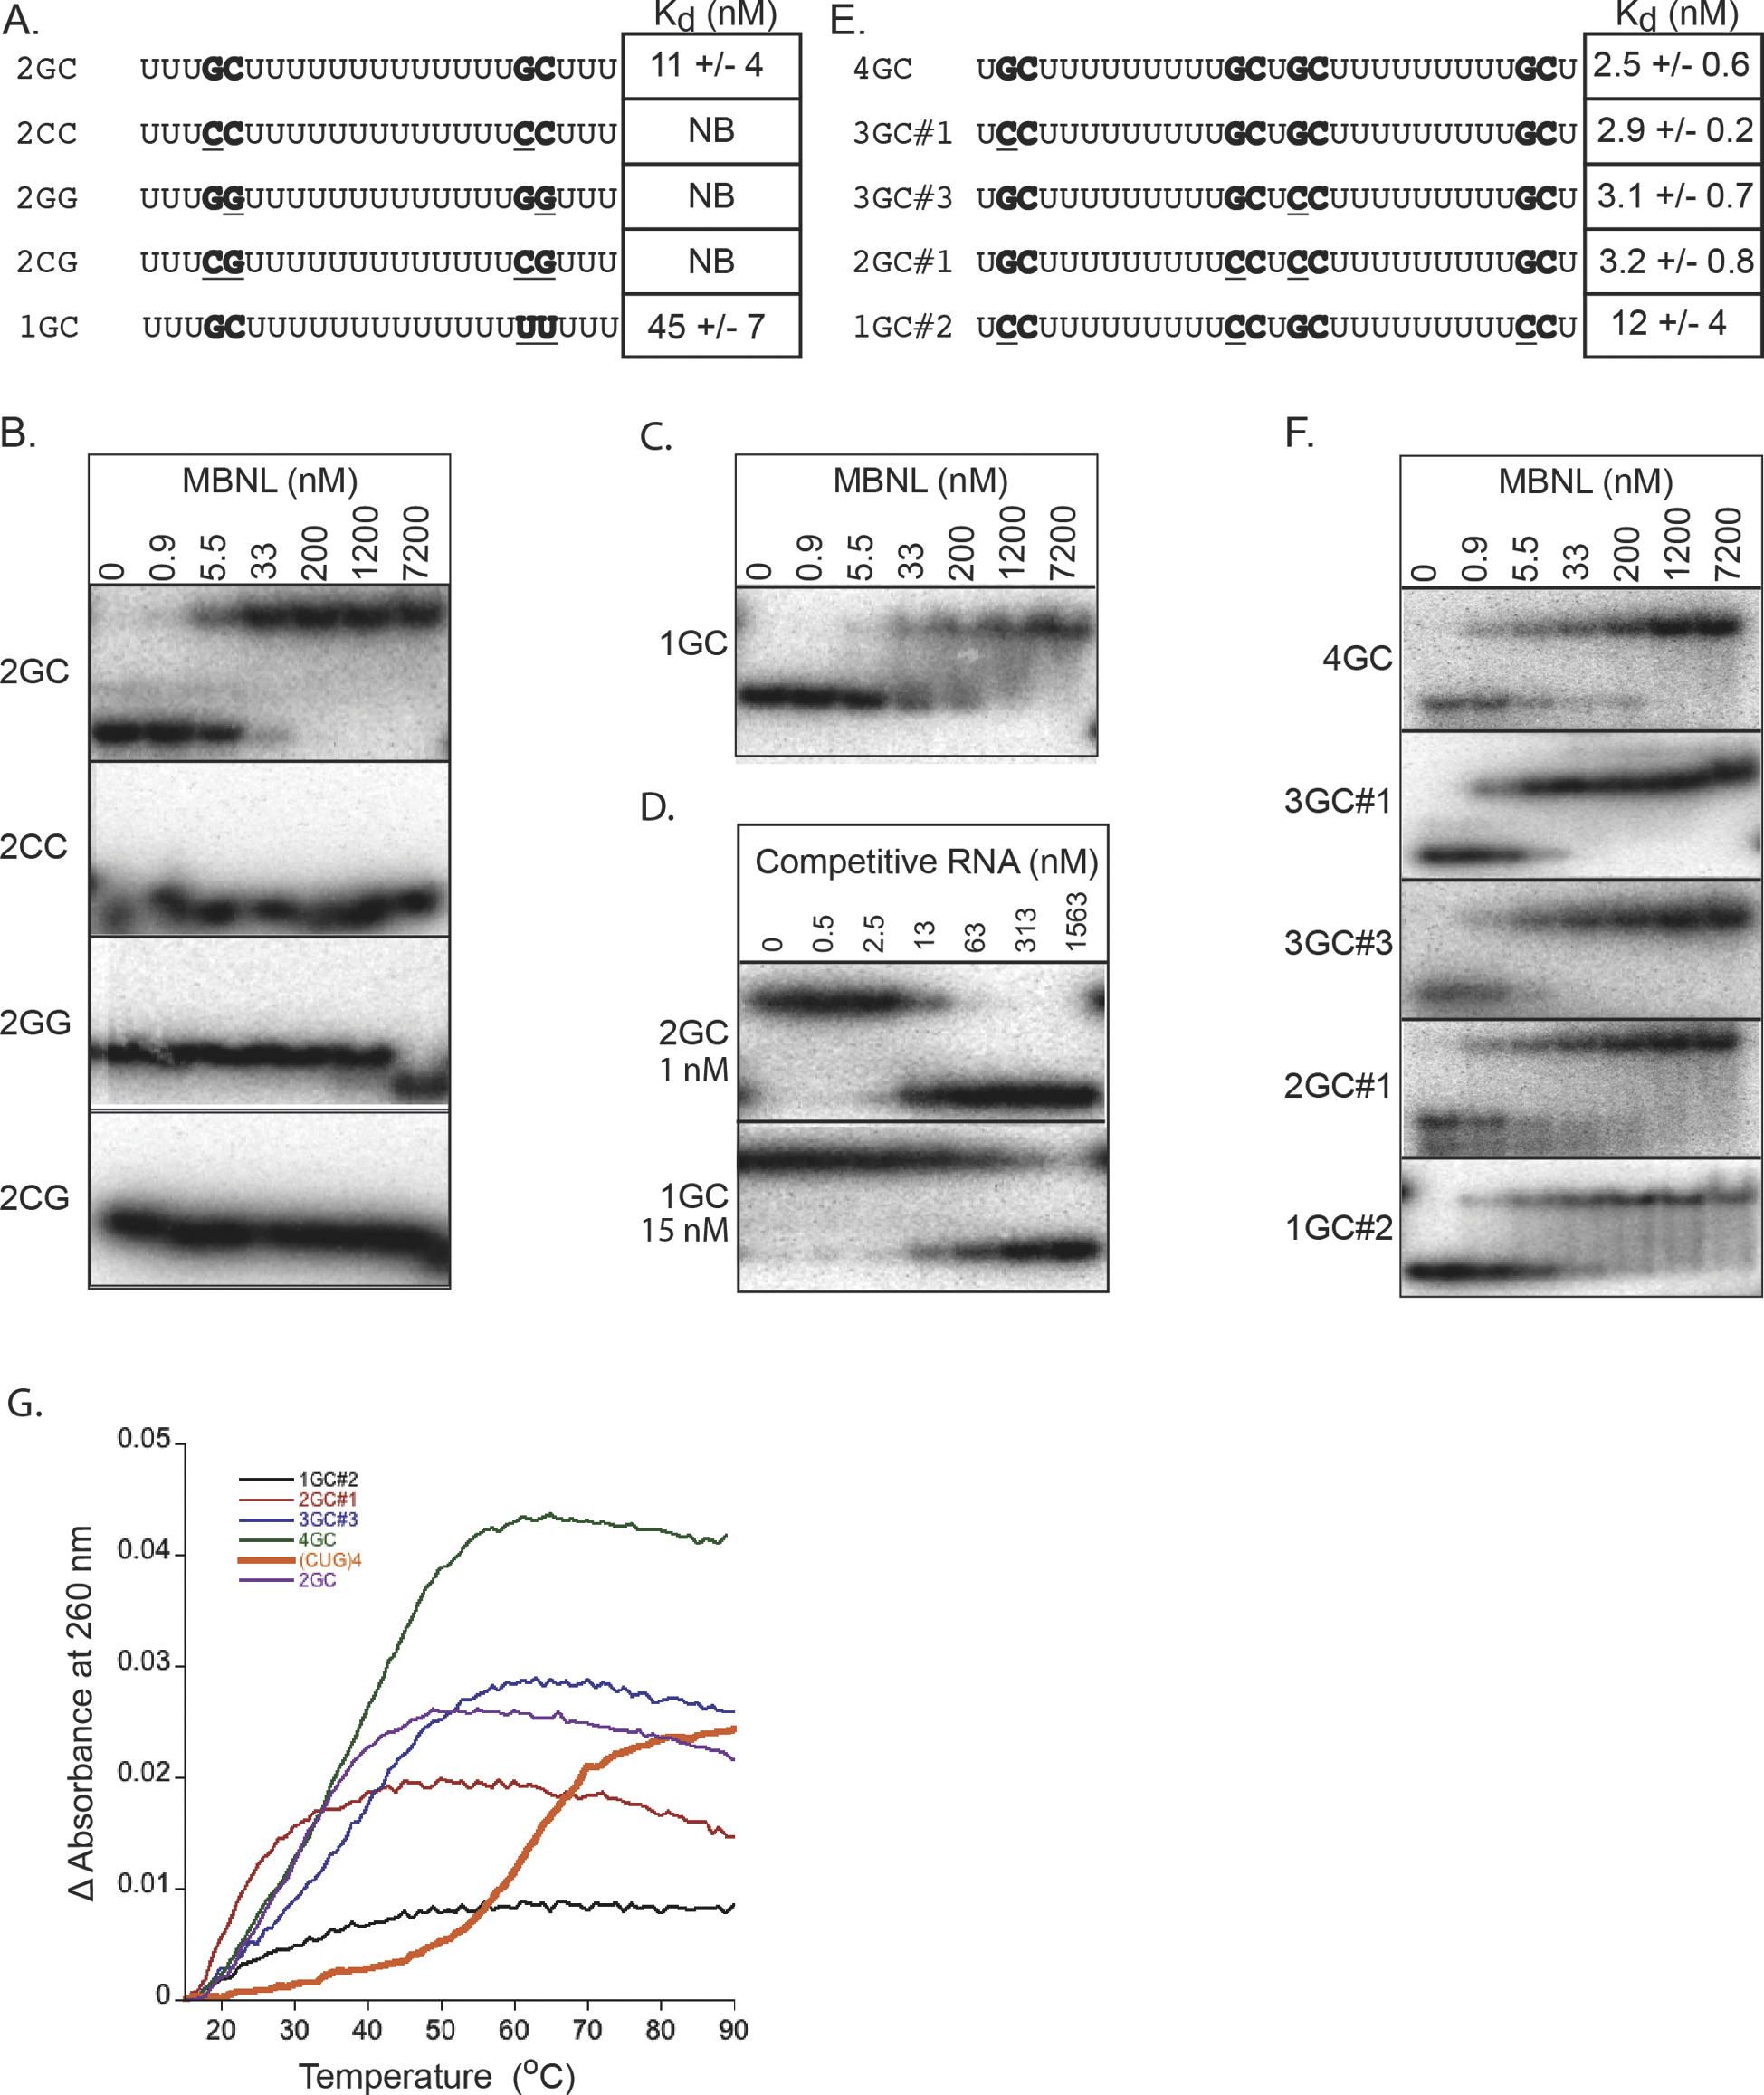 A.
K_d (nM)
2GC UUUGCUUUUUUUUUUUUUGCUUU 11 +/- 4
2CC UUUCCUUUUUUUUUUUUUCCUUU NB
2GG UUUGGUUUUUUUUUUUUUGGUUU NB
2CG UUUCGUUUUUUUUUUUUUCGUUU NB
1GC UUUGCUUUUUUUUUUUUUUUUUU 45 +/- 7
E.
K_d (nM)
4GC UGCUUUUUUUUUGCUGCUUUUUUUUUGCU 2.5 +/- 0.6
3GC#1 UCCUUUUUUUUUGCUGCUUUUUUUUUGCU 2.9 +/- 0.2
3GC#3 UGCUUUUUUUUUGCUCCUUUUUUUUUGCU 3.1 +/- 0.7
2GC#1 UGCUUUUUUUUUCCUCCUUUUUUUUUGCU 3.2 +/- 0.8
1GC#2 UCCUUUUUUUUUCCUGCUUUUUUUUUCCU 12 +/- 4
B.
MBNL (nM)
0 0.9 5.5 33 200 1200 7200
2GC
2CC
2GG
2CG
C.
MBNL (nM)
0 0.9 5.5 33 200 1200 7200
1GC
D.
Competitive RNA (nM)
0 0.5 2.5 13 63 313 1563
2GC
1 nM
1GC
15 nM
F.
MBNL (nM)
0 0.9 5.5 33 200 1200 7200
4GC
3GC#1
3GC#3
2GC#1
1GC#2
G.
Δ Absorbance at 260 nm
0.05
0.04
0.03
0.02
0.01
0
1GC#2
2GC#1
3GC#3
4GC
(CUG)4
2GC
20 30 40 50 60 70 80 90
Temperature (°C)